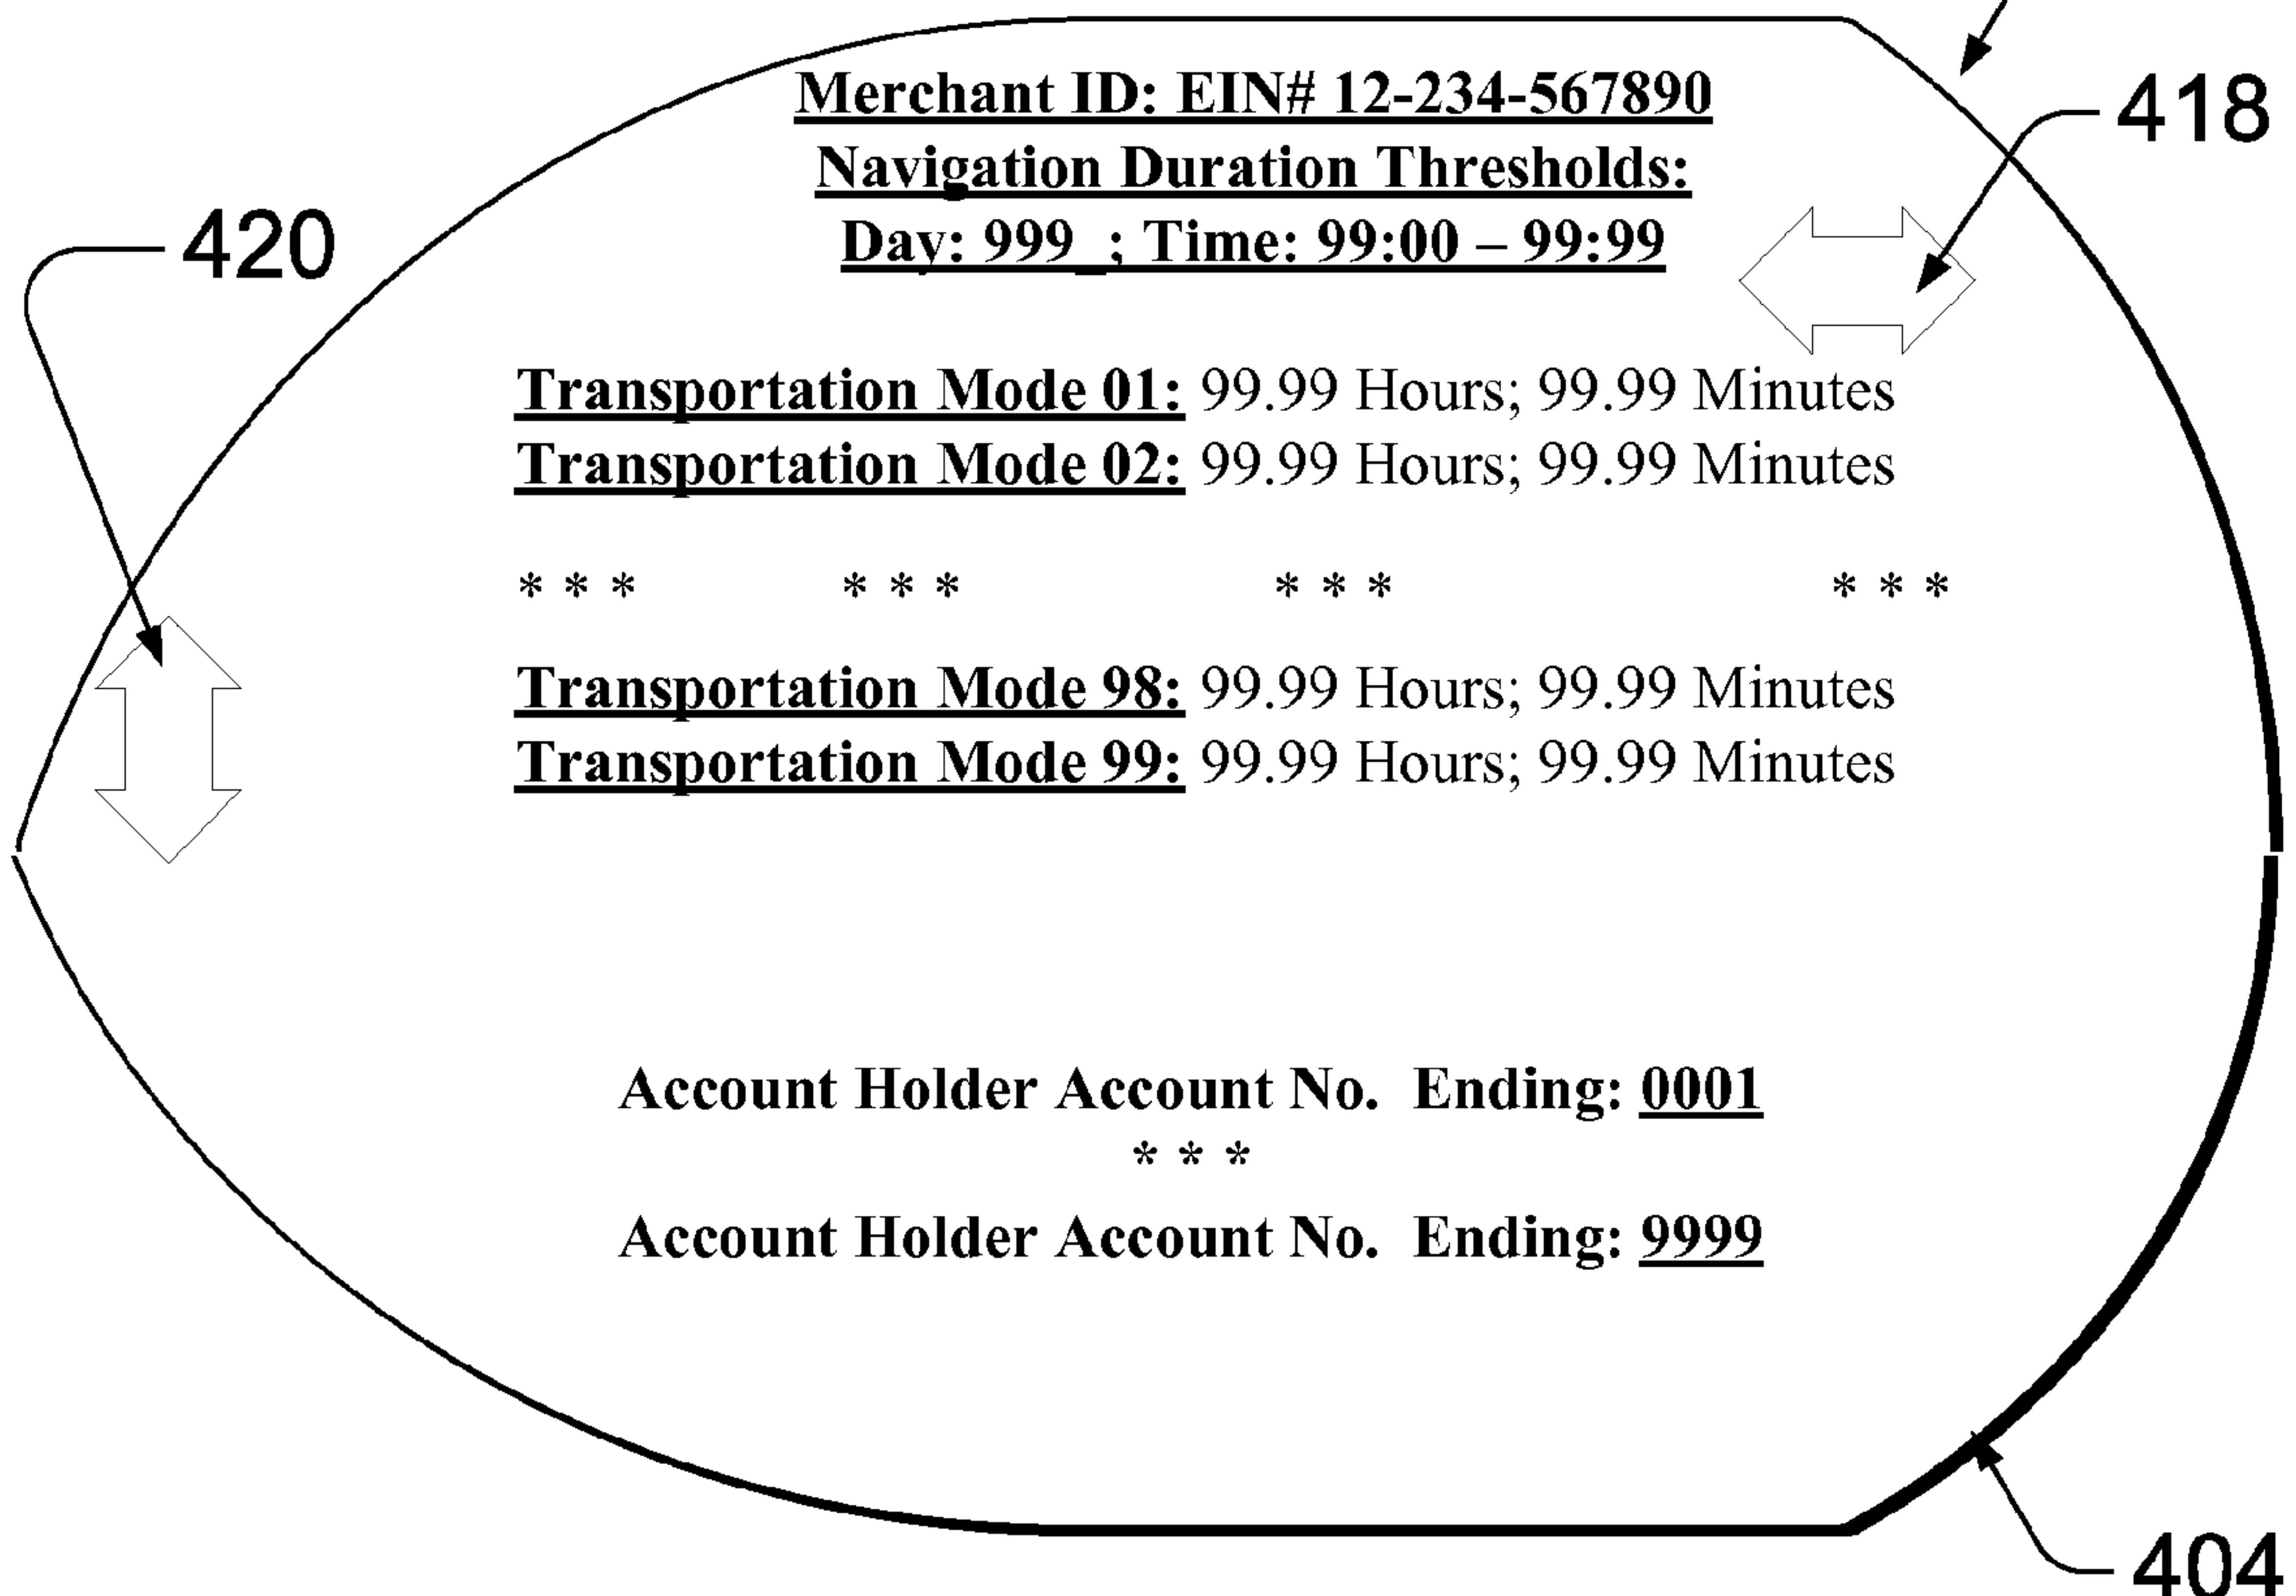 Merchant ID: EIN# 12-234-567890
418
Navigation Duration Thresholds:
420
Day: 999_; Time: 99:00 – 99:99
Transportation Mode 01: 99.99 Hours; 99.99 Minutes
Transportation Mode 02: 99.99 Hours; 99.99 Minutes
* * * * * * * * * * * *
Transportation Mode 98: 99.99 Hours; 99.99 Minutes
Transportation Mode 99: 99.99 Hours; 99.99 Minutes
Account Holder Account No. Ending: 0001
* * *
Account Holder Account No. Ending: 9999
404